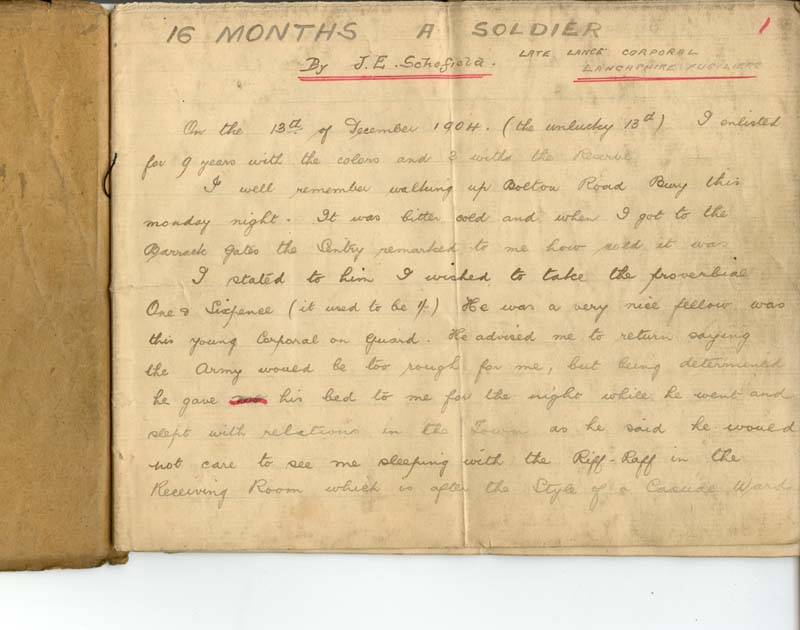 16 MONTHS A SOLDIER
1
By J.E. Schofield.
LATE LANCE CORPORAL
LANCASHIRE FUSILIERS
On the 13th of December 1904. (the unlucky 13th) I enlisted
for 9 years with the colors and 3 with the Reserve
I well remember walking up Bolton Road Bury this
monday night. It was bitter cold and when I got to the
Barrack Gates the Sentry remarked to me how cold it was
I stated to him I wished to take the proverbial
One & Sixpence (it used to be 1/) He was a very nice fellow was
this young Corporal on Guard. He advised me to return saying
the Army would be too rough for me, but being determined
he gave his bed to me for the night while he went and
slept with relations in the Town as he said he would
not care to see me sleeping with the Riff-Raff in the
Receiving Room which is after the Style of a Casual Ward